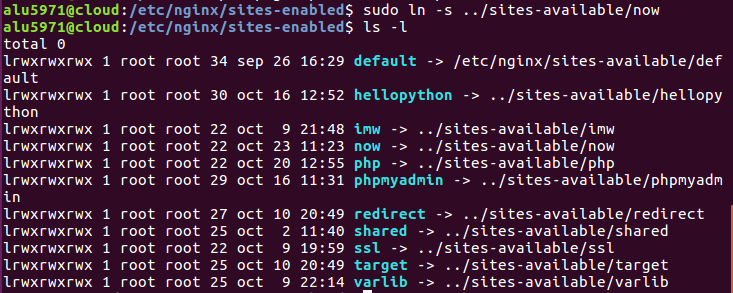 alu5971@cloud:/etc/nginx/sites-enabled$ sudo ln -s ../sites-available/now
alu5971@cloud:/etc/nginx/sites-enabled$ ls -l
total 0
lrwxrwxrwx 1 root root 34 sep 26 16:29 default -> /etc/nginx/sites-available/def
ault
lrwxrwxrwx 1 root root 30 oct 16 12:52 hellopython -> ../sites-available/hellopy
thon
lrwxrwxrwx 1 root root 22 oct  9 21:48 imw -> ../sites-available/imw
lrwxrwxrwx 1 root root 22 oct 23 11:23 now -> ../sites-available/now
lrwxrwxrwx 1 root root 22 oct 20 12:55 php -> ../sites-available/php
lrwxrwxrwx 1 root root 29 oct 16 11:31 phpmyadmin -> ../sites-available/phpmyadm
in
lrwxrwxrwx 1 root root 27 oct 10 20:49 redirect -> ../sites-available/redirect
lrwxrwxrwx 1 root root 25 oct  2 11:40 shared -> ../sites-available/shared
lrwxrwxrwx 1 root root 22 oct  9 19:59 ssl -> ../sites-available/ssl
lrwxrwxrwx 1 root root 25 oct 10 20:49 target -> ../sites-available/target
lrwxrwxrwx 1 root root 25 oct  9 22:14 varlib -> ../sites-available/varlib